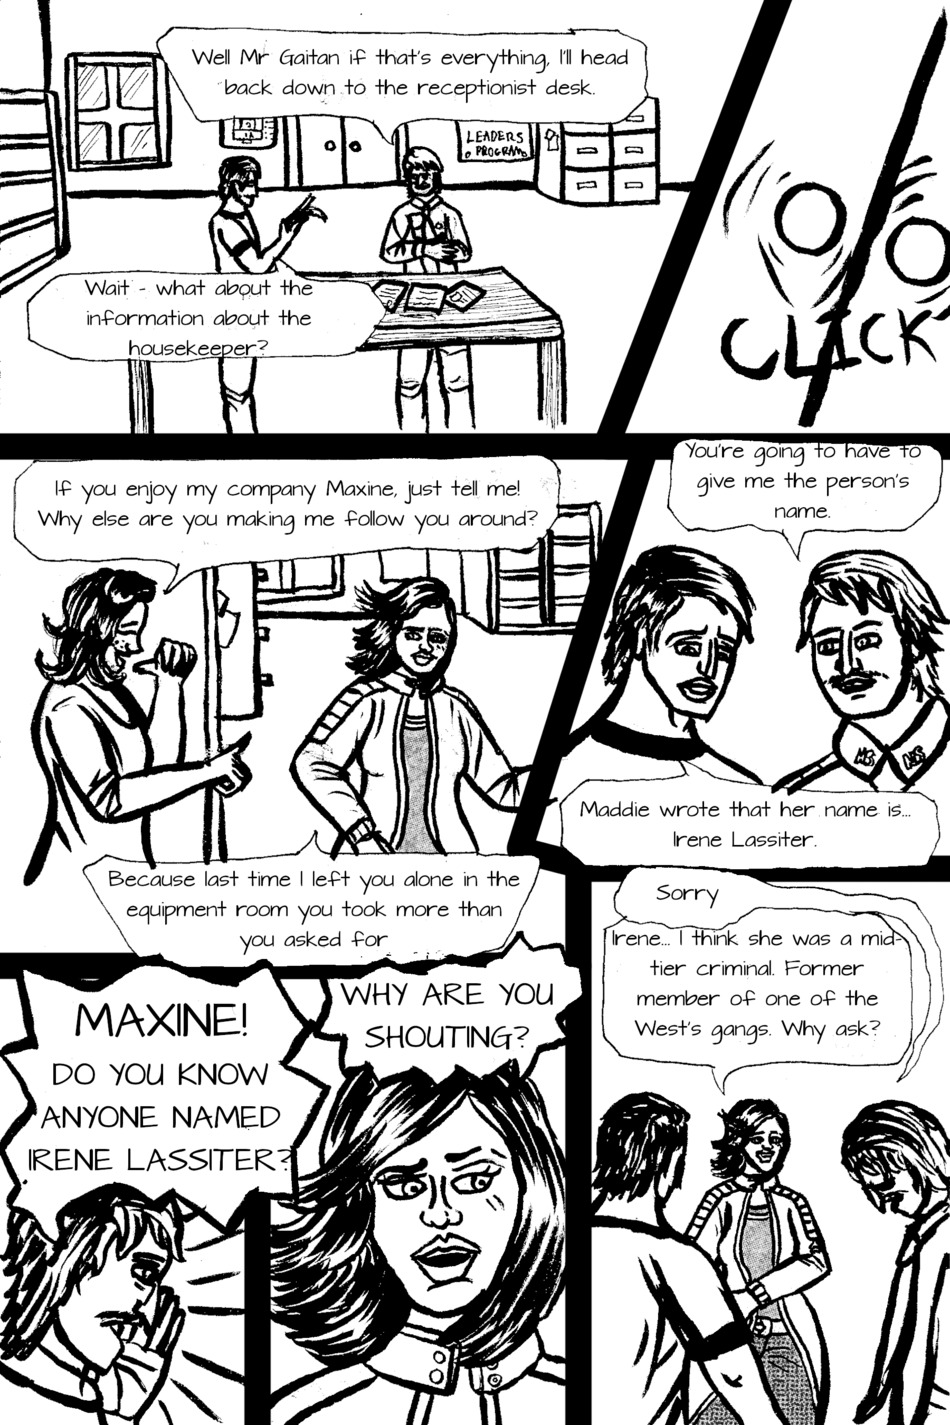 Well Mr Gaitan if that's everything, I'll head
back down to the receptionist desk.
LEADERS
PROGRAM
Wait - what about the
information about the
housekeeper?
CLICK
If you enjoy my company Maxine, just tell me!
Why else are you making me follow you around?
Because last time I left you alone in the
equipment room you took more than
you asked for
You're going to have to
give me the person's
name.
Maddie wrote that her name is...
Irene Lassiter.
MAXINE!
DO YOU KNOW
ANYONE NAMED
IRENE LASSITER?
WHY ARE YOU
SHOUTING?
Sorry
Irene... I think she was a mid-
tier criminal. Former
member of one of the
West's gangs. Why ask?